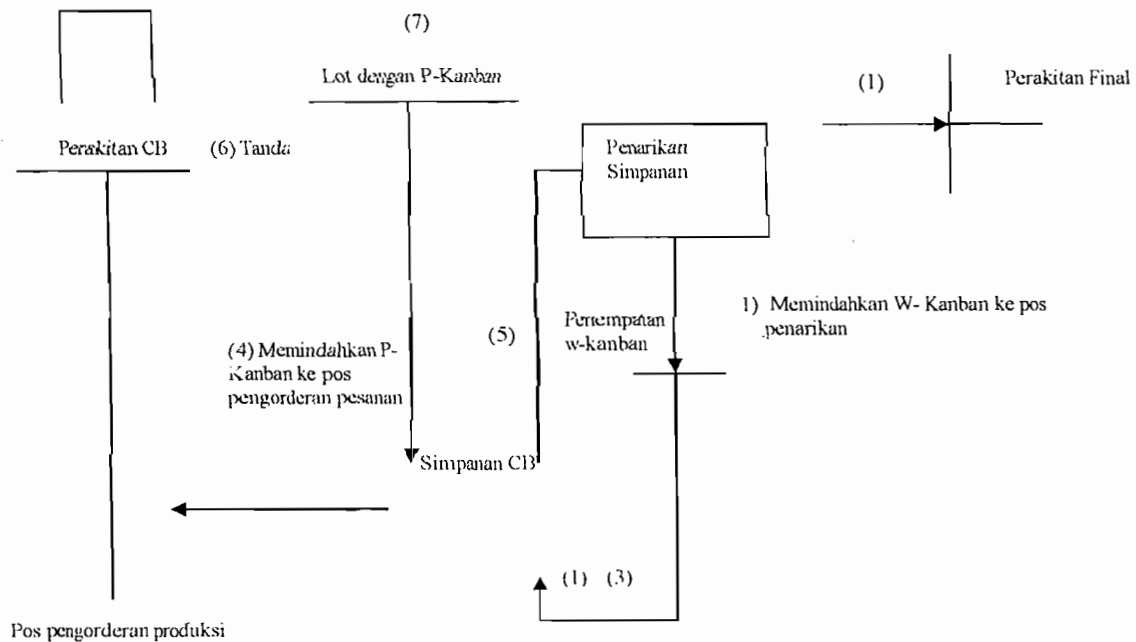 (7)
Lot dengan P-Kanban
(1)
Perakitan Final
Perakitan CB
(6) Tanda
Penarikan
Simpanan
1) Memindahkan W- Kanban ke pos
penarikan
Penempatan
w-kanban
(5)
(4) Memindahkan P-
Kanban ke pos
pengorderan pesanan
Simpanan CB
(1) (3)
Pos pengorderan produksi